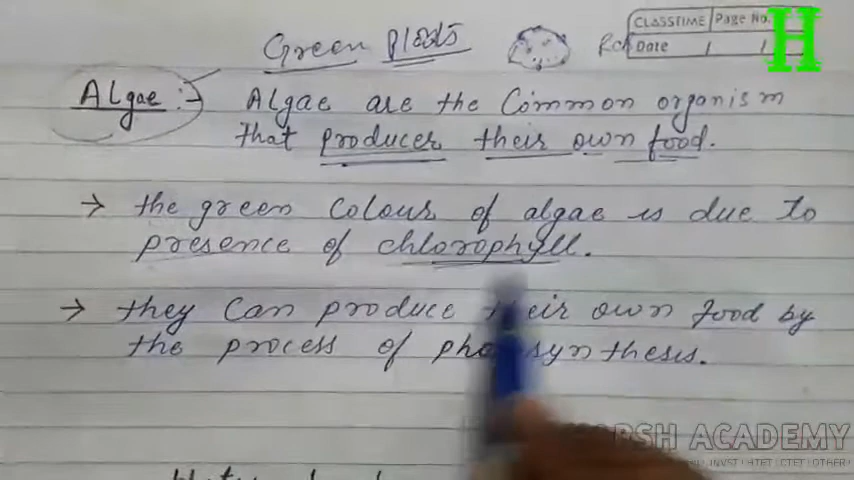 Green Plants
CLASSTIME Page No.
Date / /
H
Algae :→ Algae are the Common organism
that producer their own food.
→ the green Colour of algae is due to
presence of chlorophyll.
→ they Can produce their own food by
the process of photosynthesis.
RSH ACADEMY